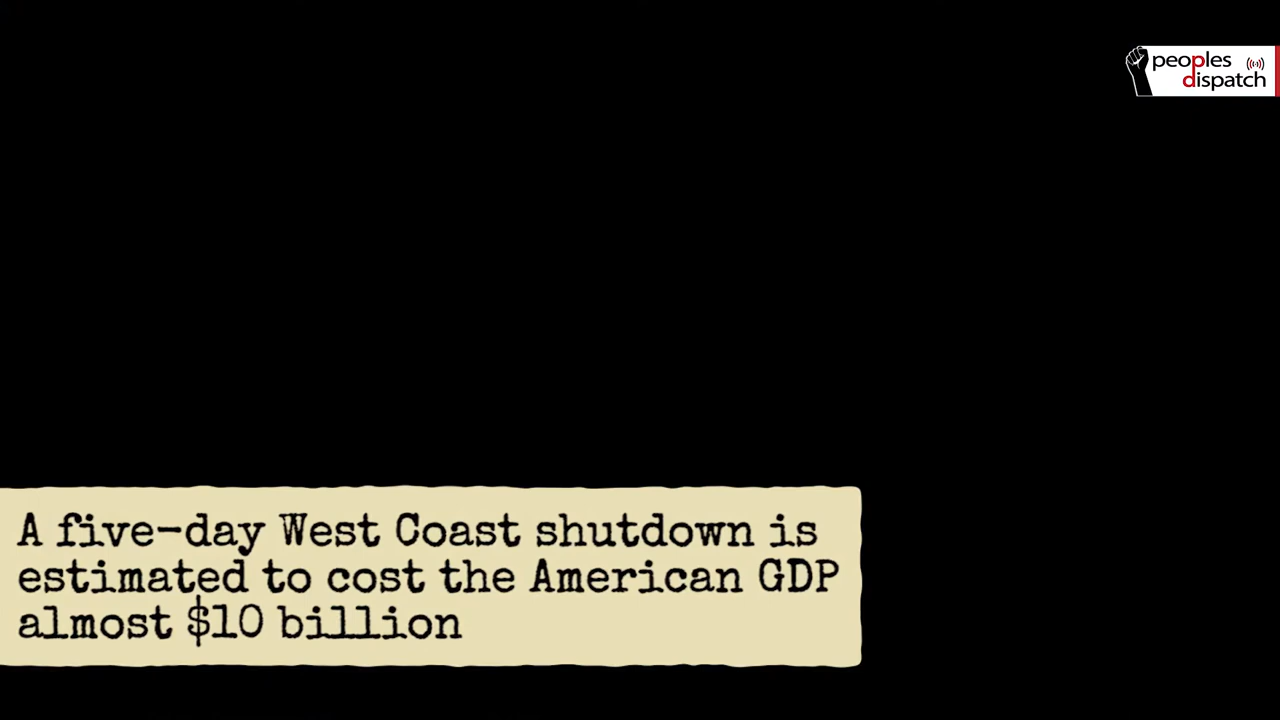 peoples
dispatch
A five-day West Coast shutdown is
estimated to cost the American GDP
almost $10 billion